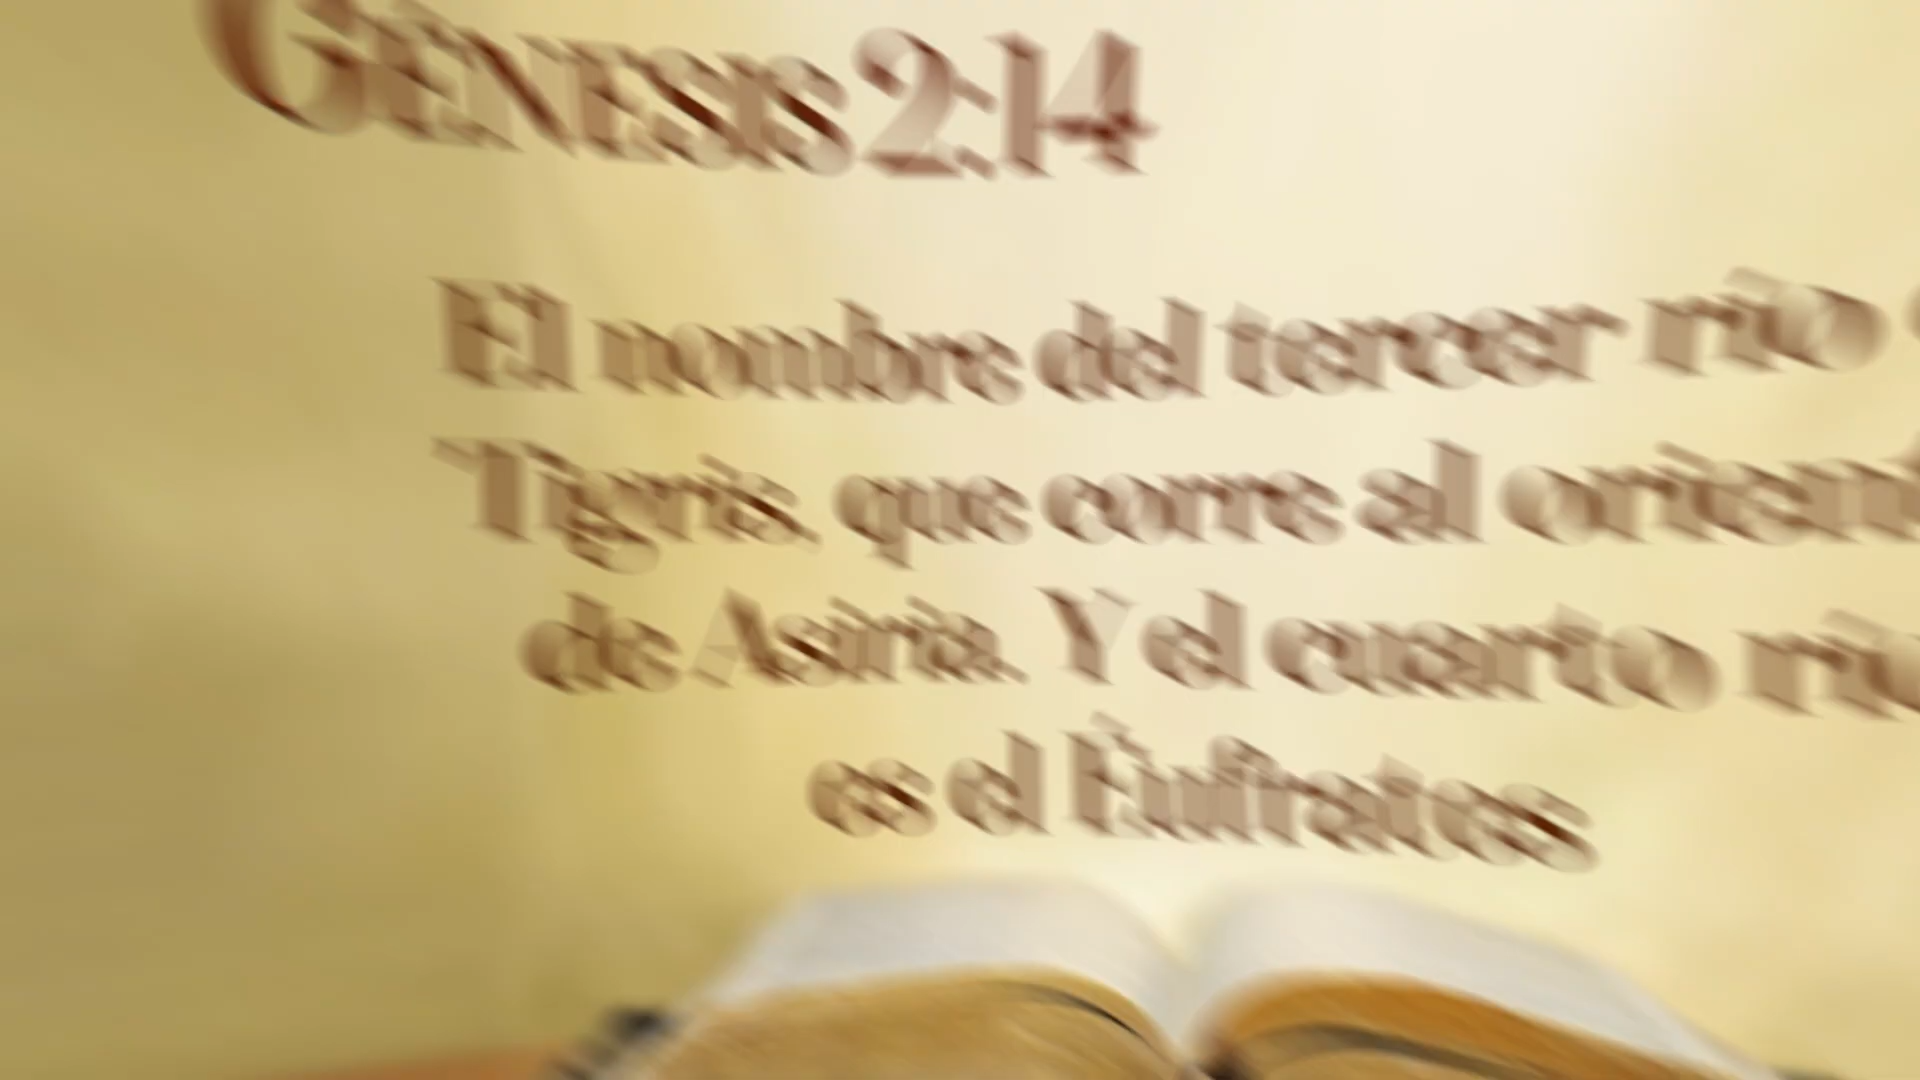 GÉNESIS 2:14
El nombre del tercer río
Tigris, que corre al
de Asiria. Y el cuarto río
es el Éufrates